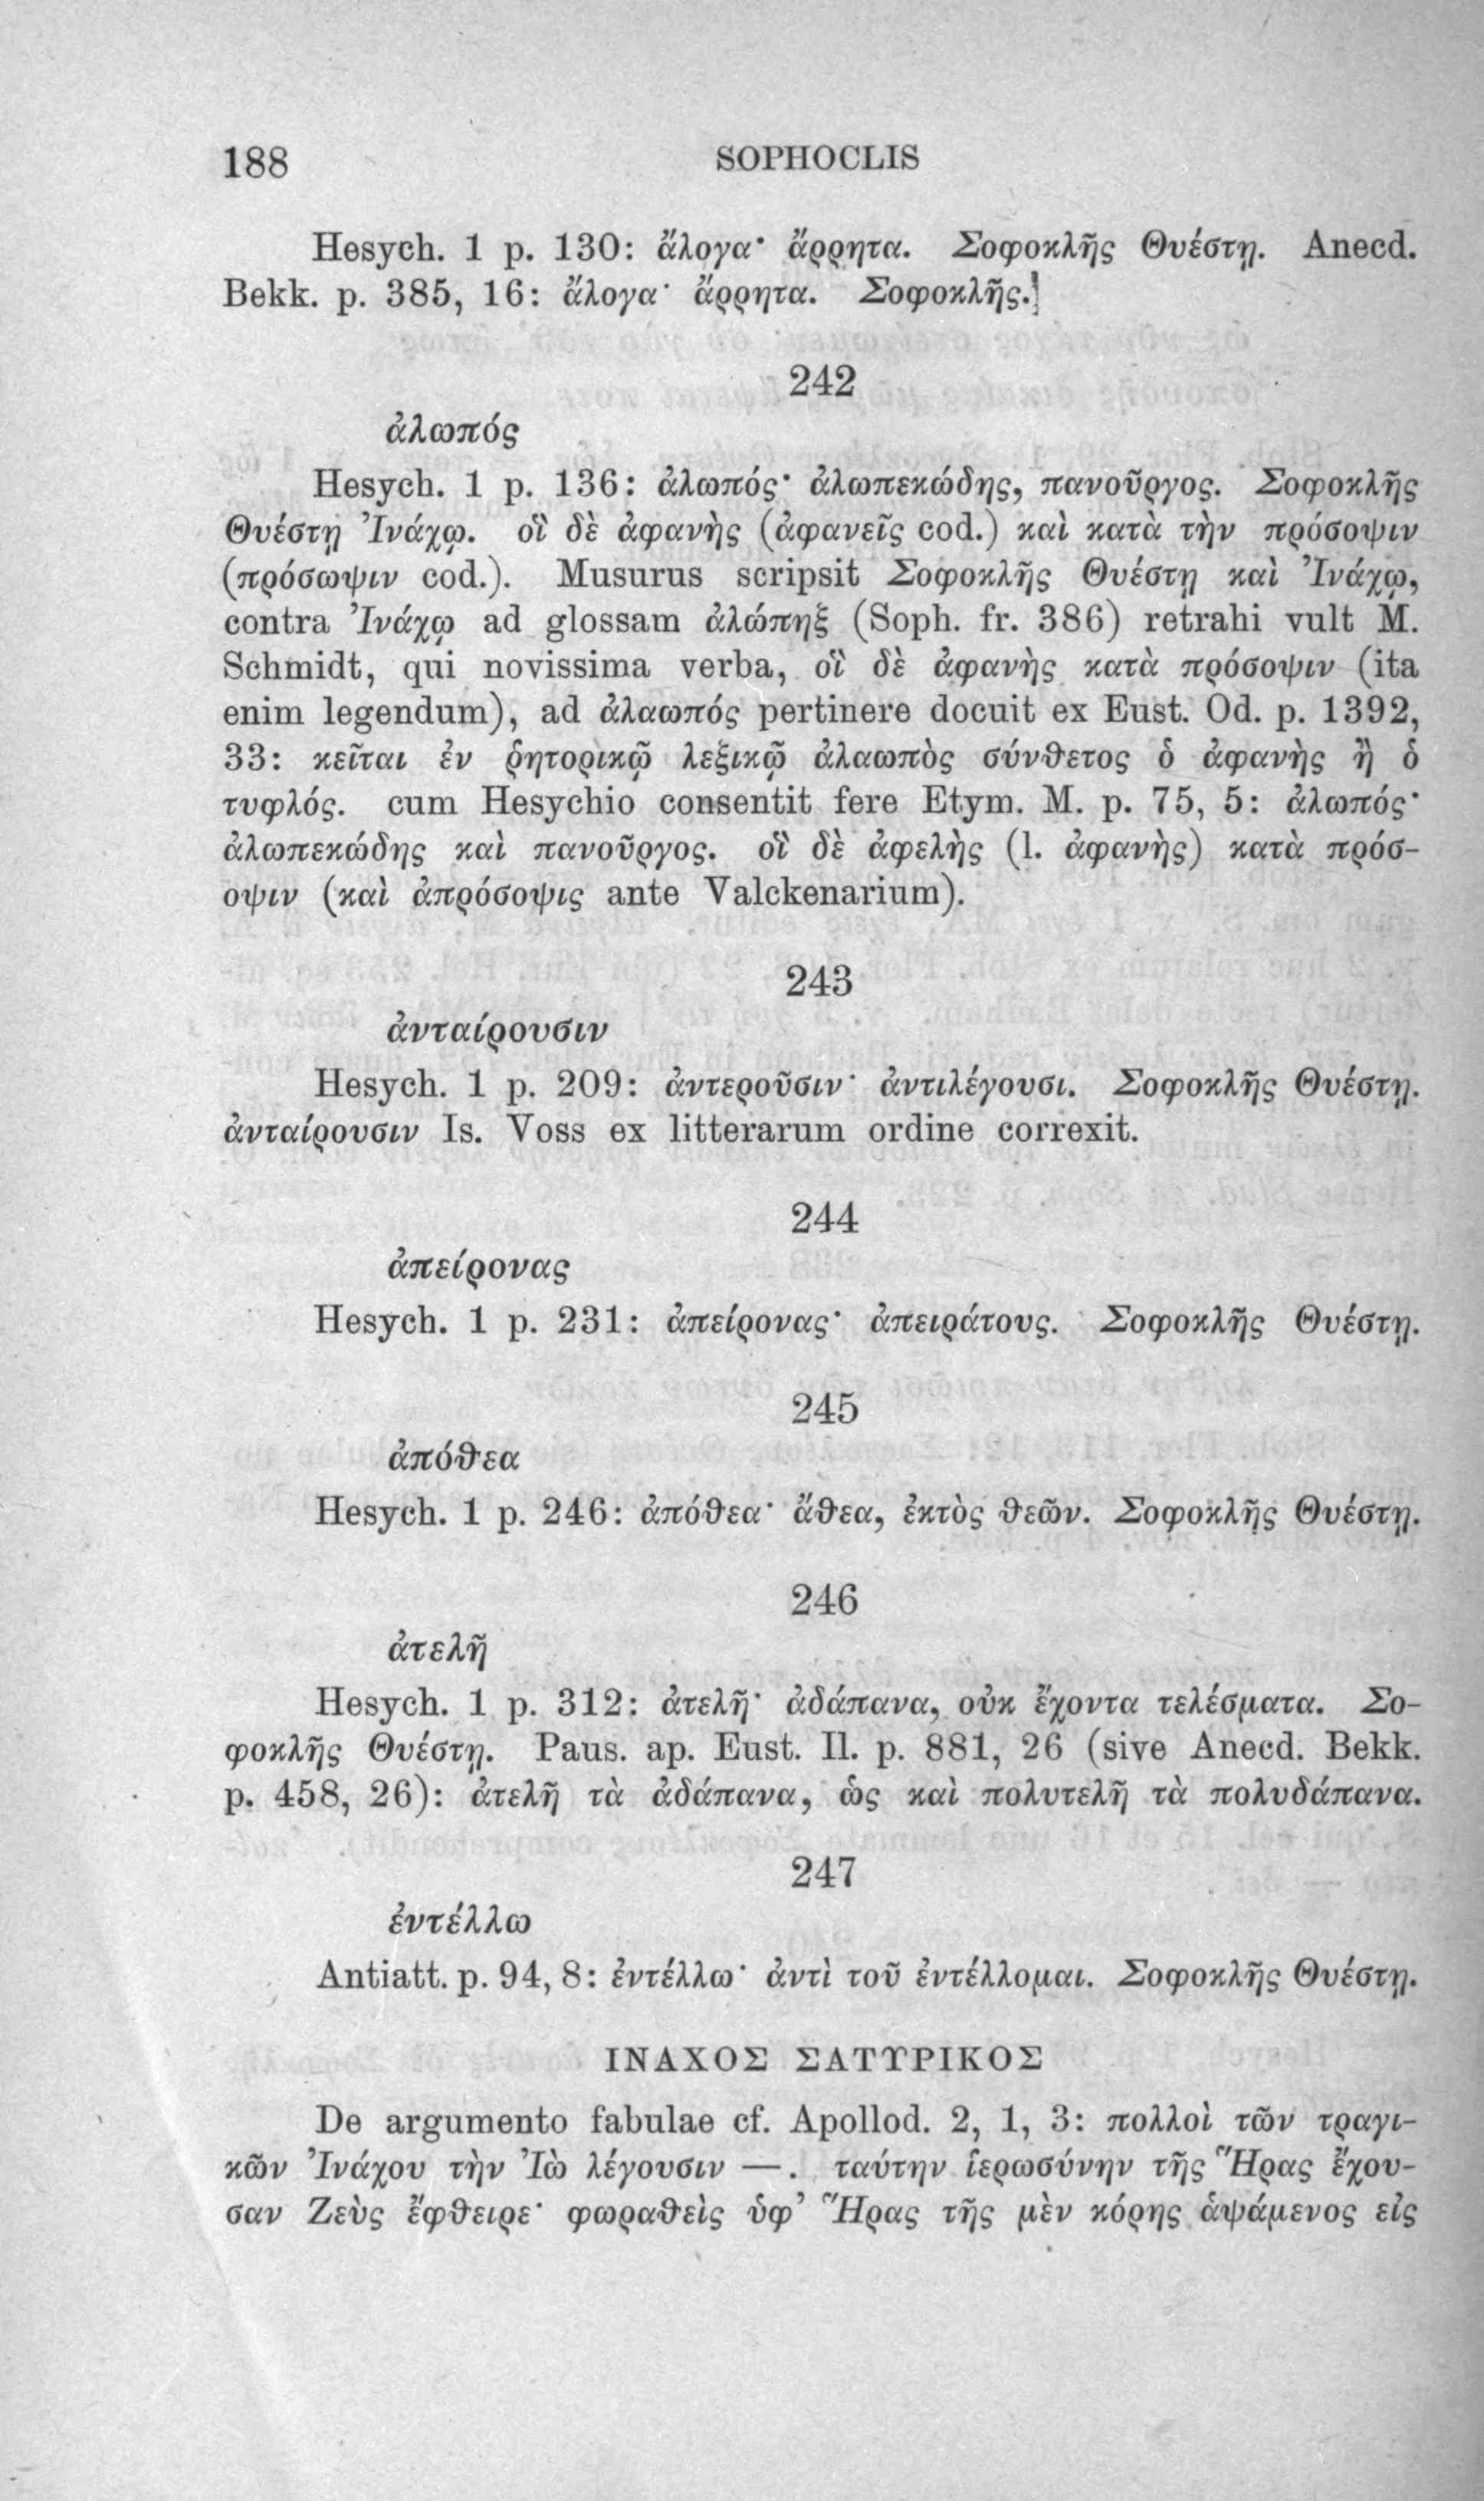 188 SOPHOCLIS
Hesych. 1 p. 130: ἄλογα· ἄρρητα. Σοφοκλῆς Θυέστῃ. Anecd.
Bekk. p. 385, 16: ἄλογα· ἄρρητα. Σοφοκλῆς.]
242
ἀλωπός
Hesych. 1 p. 136: ἀλωπός· ἀλωπεκώδης, πανοῦργος. Σοφοκλῆς
Θυέστῃ Ἰνάχῳ. οἳ δὲ ἀφανὴς (ἀφανεῖς cod.) καὶ κατὰ τὴν πρόσοψιν
(πρόσωψιν cod.). Musurus scripsit Σοφοκλῆς Θυέστῃ καὶ Ἰνάχῳ,
contra Ἰνάχῳ ad glossam ἀλώπηξ (Soph. fr. 386) retrahi vult M.
Schmidt, qui novissima verba, οἳ δὲ ἀφανὴς κατὰ πρόσοψιν (ita
enim legendum), ad ἀλαωπός pertinere docuit ex Eust. Od. p. 1392,
33: κεῖται ἐν ῥητορικῷ λεξικῷ ἀλαωπὸς σύνθετος ὁ ἀφανὴς ἢ ὁ
τυφλός. cum Hesychio consentit fere Etym. M. p. 75, 5: ἀλωπός·
ἀλωπεκώδης καὶ πανοῦργος. οἳ δὲ ἀφελὴς (l. ἀφανὴς) κατὰ πρόσ-
οψιν (καὶ ἀπρόσοψις ante Valckenarium).
243
ἀνταίρουσιν
Hesych. 1 p. 209: ἀντεροῦσιν· ἀντιλέγουσι. Σοφοκλῆς Θυέστῃ.
ἀνταίρουσιν Is. Voss ex litterarum ordine correxit.
244
ἀπείρονας
Hesych. 1 p. 231: ἀπείρονας· ἀπειράτους. Σοφοκλῆς Θυέστῃ.
245
ἀπόθεα
Hesych. 1 p. 246: ἀπόθεα· ἄθεα, ἐκτὸς θεῶν. Σοφοκλῆς Θυέστῃ.
246
ἀτελῆ
Hesych. 1 p. 312: ἀτελῆ· ἀδάπανα, οὐκ ἔχοντα τελέσματα. Σο-
φοκλῆς Θυέστῃ. Paus. ap. Eust. Il. p. 881, 26 (sive Anecd. Bekk.
p. 458, 26): ἀτελῆ τὰ ἀδάπανα, ὡς καὶ πολυτελῆ τὰ πολυδάπανα.
247
ἐντέλλω
Antiatt. p. 94, 8: ἐντέλλω· ἀντὶ τοῦ ἐντέλλομαι. Σοφοκλῆς Θυέστῃ.
ΙΝΑΧΟΣ ΣΑΤΥΡΙΚΟΣ
De argumento fabulae cf. Apollod. 2, 1, 3: πολλοὶ τῶν τραγι-
κῶν Ἰνάχου τὴν Ἰὼ λέγουσιν —. ταύτην ἱερωσύνην τῆς Ἥρας ἔχου-
σαν Ζεὺς ἔφθειρε· φωραθεὶς ὑφ’ Ἥρας τῆς μὲν κόρης ἁψάμενος εἰς